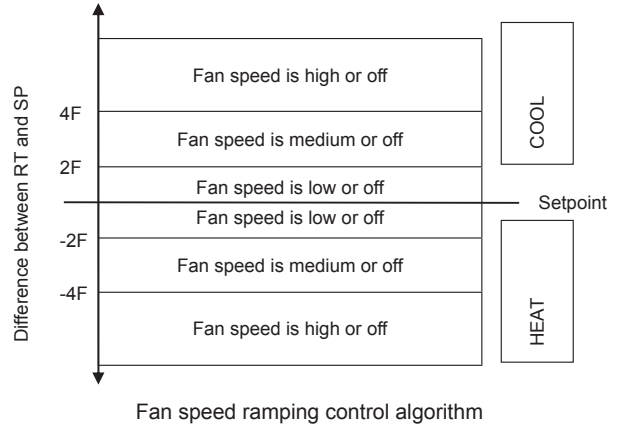 Difference between RT and SP
Fan speed is high or off
4F
Fan speed is medium or off
2F
Fan speed is low or off
Setpoint
Fan speed is low or off
-2F
Fan speed is medium or off
-4F
Fan speed is high or off
COOL
HEAT
Fan speed ramping control algorithm